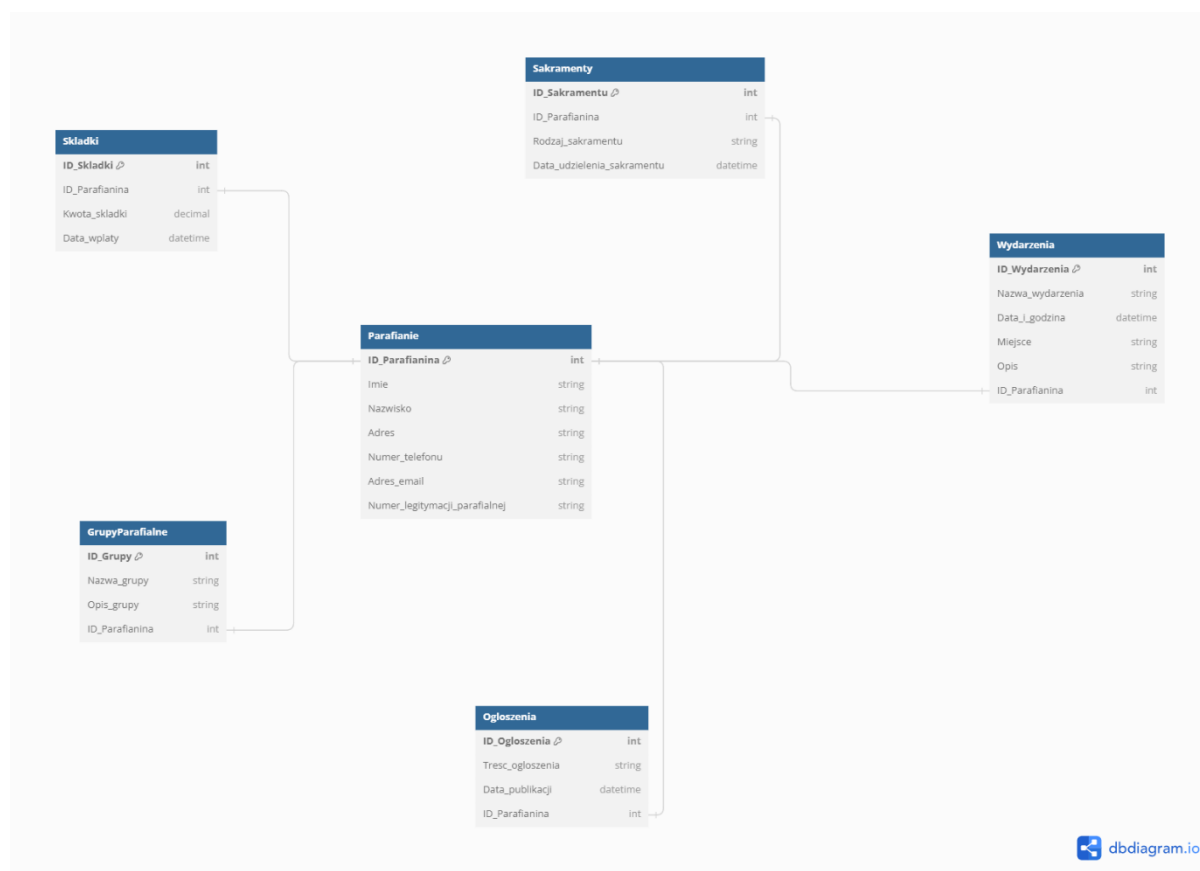 Sakramenty
ID_Sakramentu int
ID_Parafianina int
Rodzaj_sakramentu string
Data_udzielenia_sakramentu datetime
Skladki
ID_Skladki int
ID_Parafianina int
Kwota_skladki decimal
Data_wplaty datetime
Wydarzenia
ID_Wydarzenia int
Nazwa_wydarzenia string
Data_i_godzina datetime
Miejsce string
Opis string
ID_Parafianina int
Parafianie
ID_Parafianina int
Imie string
Nazwisko string
Adres string
Numer_telefonu string
Adres_email string
Numer_legitymacji_parafialnej string
GrupyParafialne
ID_Grupy int
Nazwa_grupy string
Opis_grupy string
ID_Parafianina int
Ogloszenia
ID_Ogloszenia int
Tresc_ogloszenia string
Data_publikacji datetime
ID_Parafianina int
dbdiagram.io